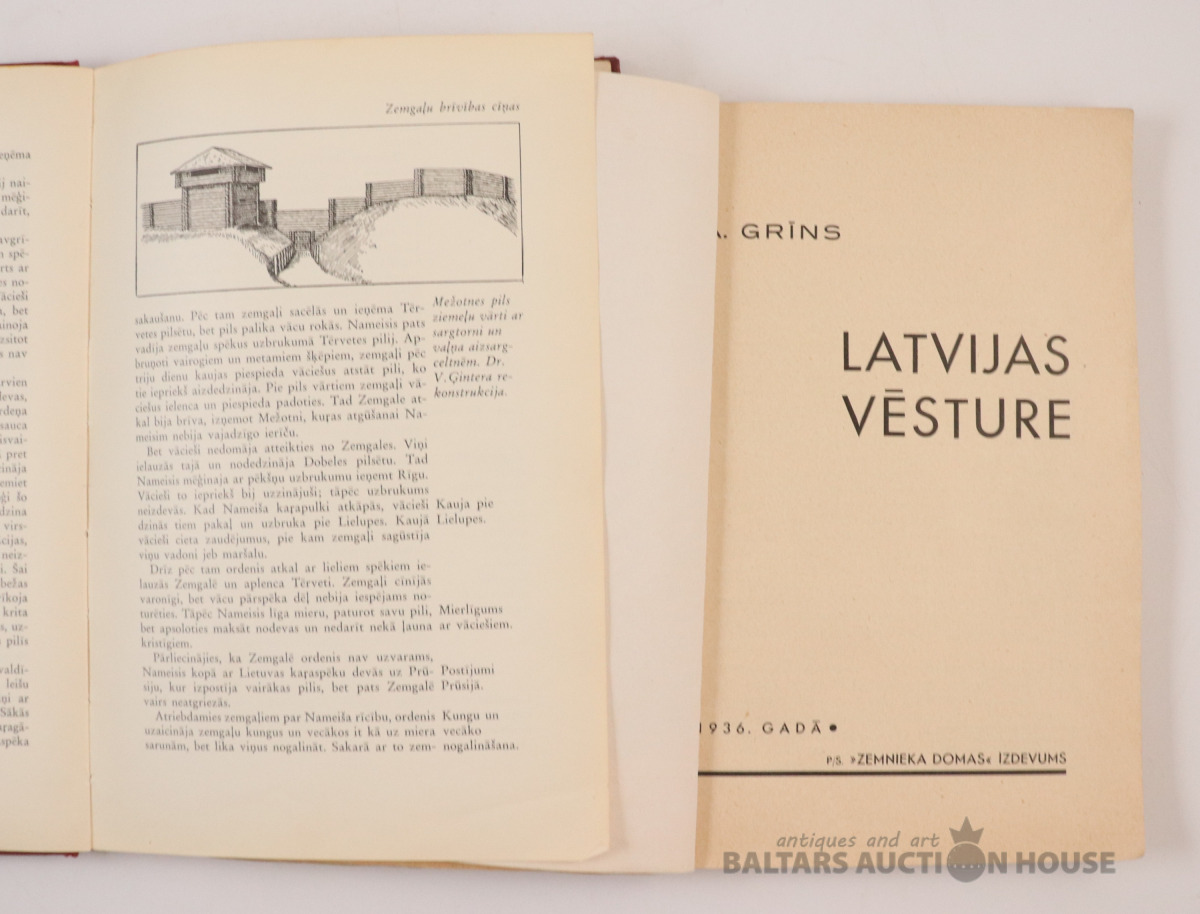 Zemgaļu brīvības cīņas
sakaušanu. Pēc tam zemgaļi sacēlās un ieņēma Tēr-
vetes pilsētu, bet pils palika vācu rokās. Nameisis pats
vadīja zemgaļu spēkus uzbrukumā Tērvetes pilij. Ap-
bruņoti vairogiem un metamiem šķēpiem, zemgaļi pēc
triju dienu kaujas piespieda vāciešus atstāt pili, ko
tie iepriekš aizdedzināja. Pie pils vārtiem zemgaļi vā-
ciešus ielenca un piespieda padoties. Tad Zemgale at-
kal bija brīva, izņemot Mežotni, kuŗas atgūšanai Na-
meisim nebija vajadzīgo ierīču.
Bet vācieši nedomāja atteikties no Zemgales. Viņi
ielauzās tajā un nodedzināja Dobeles pilsētu. Tad
Nameisis mēģināja ar pēkšņu uzbrukumu ieņemt Rīgu.
Vācieši to iepriekš bij uzzinājuši; tāpēc uzbrukums
neizdevās. Kad Nameiša kaŗapulki atkāpās, vācieši
dzinās tiem pakaļ un uzbruka pie Lielupes. Kaujā
vācieši cieta zaudējumus, pie kam zemgaļi sagūstīja
viņu vadoni jeb maršalu.
Drīz pēc tam ordenis atkal ar lieliem spēkiem ie-
lauzās Zemgalē un aplenca Tērveti. Zemgaļi cīnījās
varonīgi, bet vācu pārspēka dēļ nebija iespējams no-
turēties. Tāpēc Nameisis līga mieru, paturot savu pili,
bet apsoloties maksāt nodevas un nedarīt nekā ļauna
kristīgiem.
Pārliecinājies, ka Zemgalē ordenis nav uzvarams,
Nameisis kopā ar Lietuvas kaŗaspēku devās uz Prū-
siju, kur izpostīja vairākas pilis, bet pats Zemgalē
vairs neatgriezās.
Atriebdamies zemgaļiem par Nameiša rīcību, ordenis
uzaicināja zemgaļu kungus un vecākos it kā uz miera
sarunām, bet lika viņus nogalināt. Sakarā ar to zem-
Mežotnes pils
ziemeļu vārti ar
sargtorni un
vaļņa aizsarg-
celtnēm. Dr.
V. Ģintera re-
konstrukcija.
Kauja pie
Lielupes.
Mierlīgums
ar vāciešiem.
Postījumi
Prūsijā.
Kungu un
vecāko
nogalināšana.
A. GRĪNS
LATVIJAS
VĒSTURE
1936. GADĀ•
P/S. »ZEMNIEKA DOMAS« IZDEVUMS
antiques and art
BALTARS AUCTION HOUSE